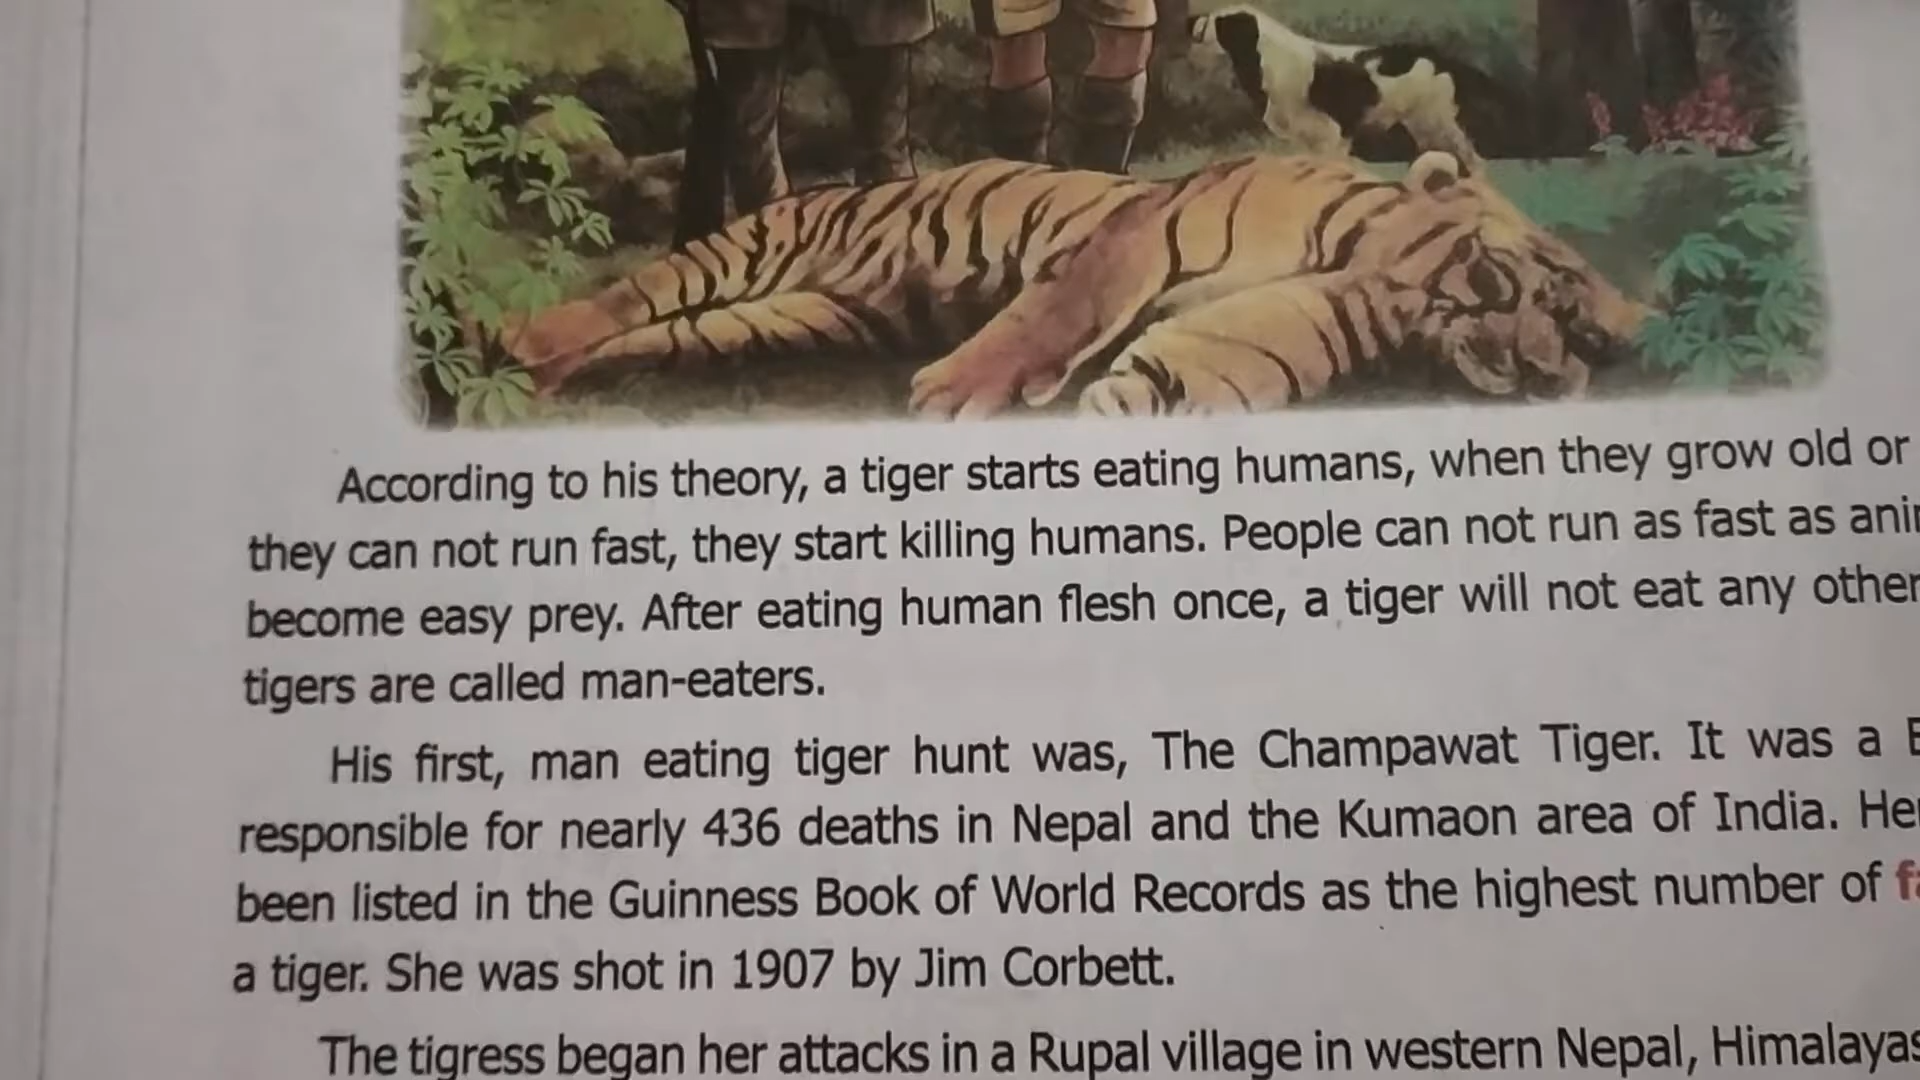 According to his theory, a tiger starts eating humans, when they grow old or
they can not run fast, they start killing humans. People can not run as fast as
become easy prey. After eating human flesh once, a tiger will not eat any other
tigers are called man-eaters.
His first, man eating tiger hunt was, The Champawat Tiger. It was a
responsible for nearly 436 deaths in Nepal and the Kumaon area of India.
been listed in the Guinness Book of World Records as the highest number of
a tiger. She was shot in 1907 by Jim Corbett.
The tigress began her attacks in a Rupal village in western Nepal, Himalayas